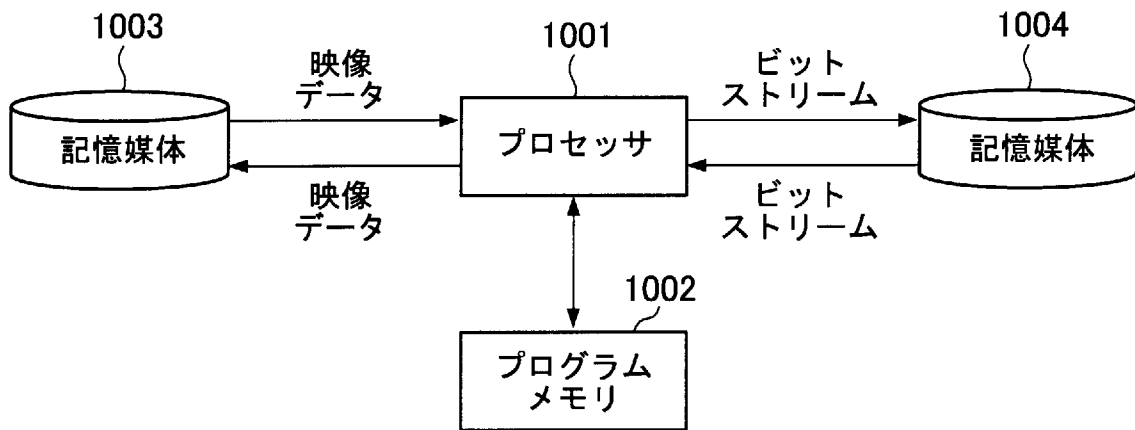 1003
1001
1004
映像
データ
ビット
ストリーム
記憶媒体
プロセッサ
記憶媒体
映像
データ
ビット
ストリーム
1002
プログラム
メモリ